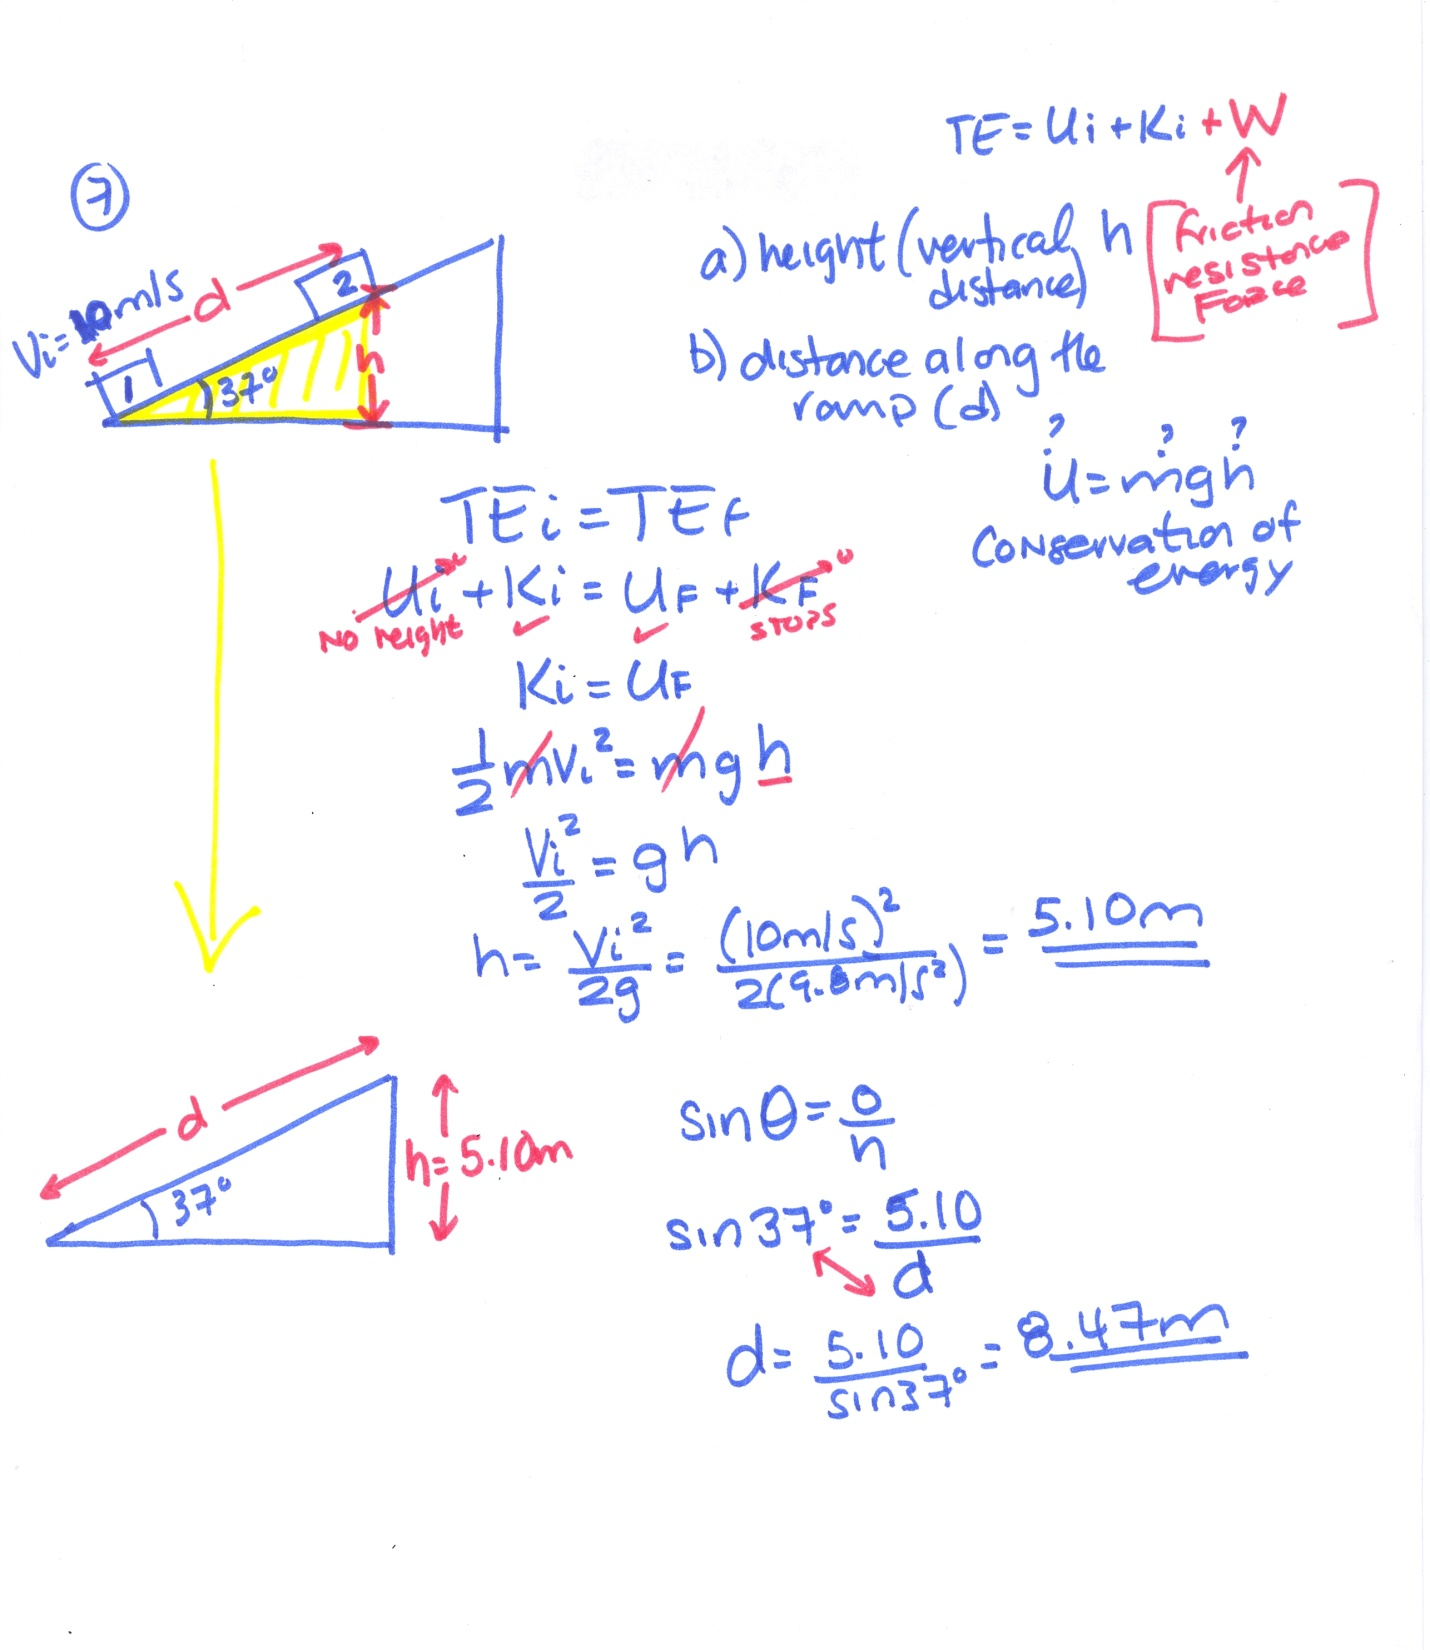 TE = Ui + Ki + W
7
a) height (vertical distance) h
[friction
resistance
Force]
Vi = 10m/s
d
2
1
37°
h
b) distance along the
ramp (d)
? ? ?
U = mgh
Conservation of
energy
TEi = TEF
Ui + Ki = UF + KF
0 0
No height
STOPS
Ki = UF
1/2 mVi² = mgh
Vi²/2 = gh
h = Vi²/2g = (10m/s)²/2(9.8m/s²) = 5.10m
d
37°
h = 5.10m
sinθ = o/h
sin37° = 5.10/d
d = 5.10/sin37° = 8.47m